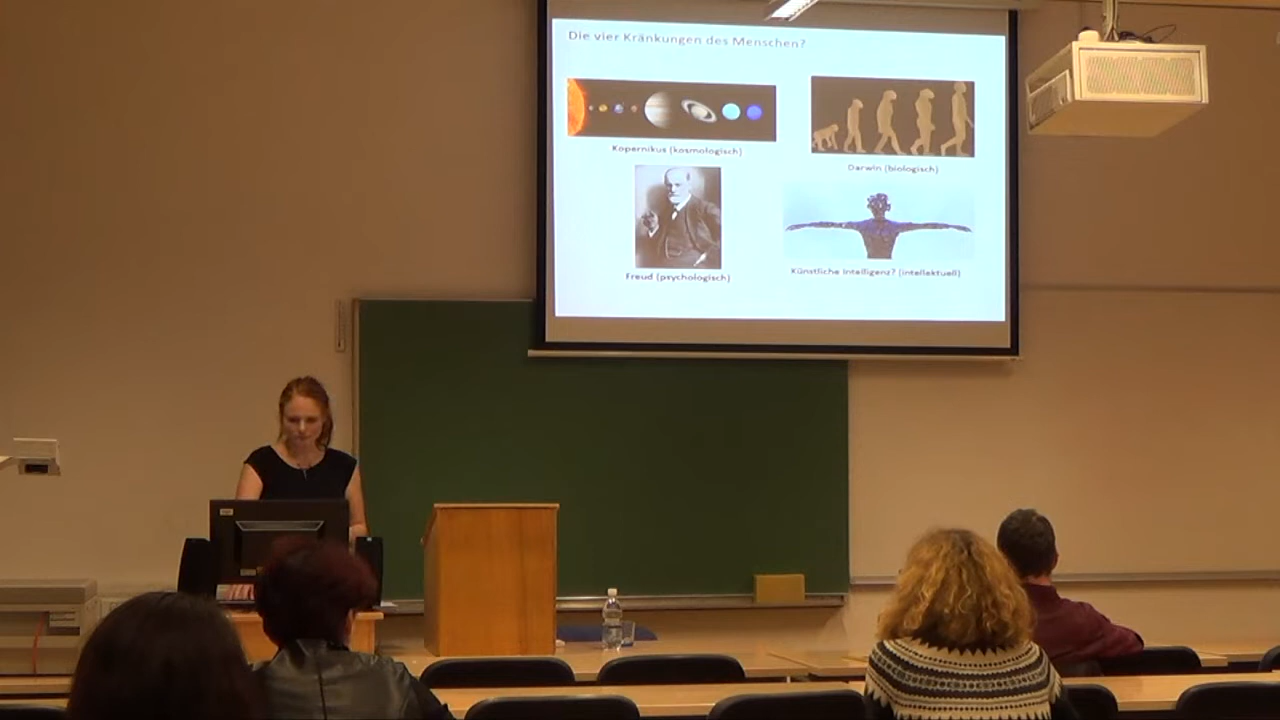 Die vier Kränkungen des Menschen?
Kopernikus (kosmologisch)
Darwin (biologisch)
Freud (psychologisch)
Künstliche Intelligenz? (intellektuell)